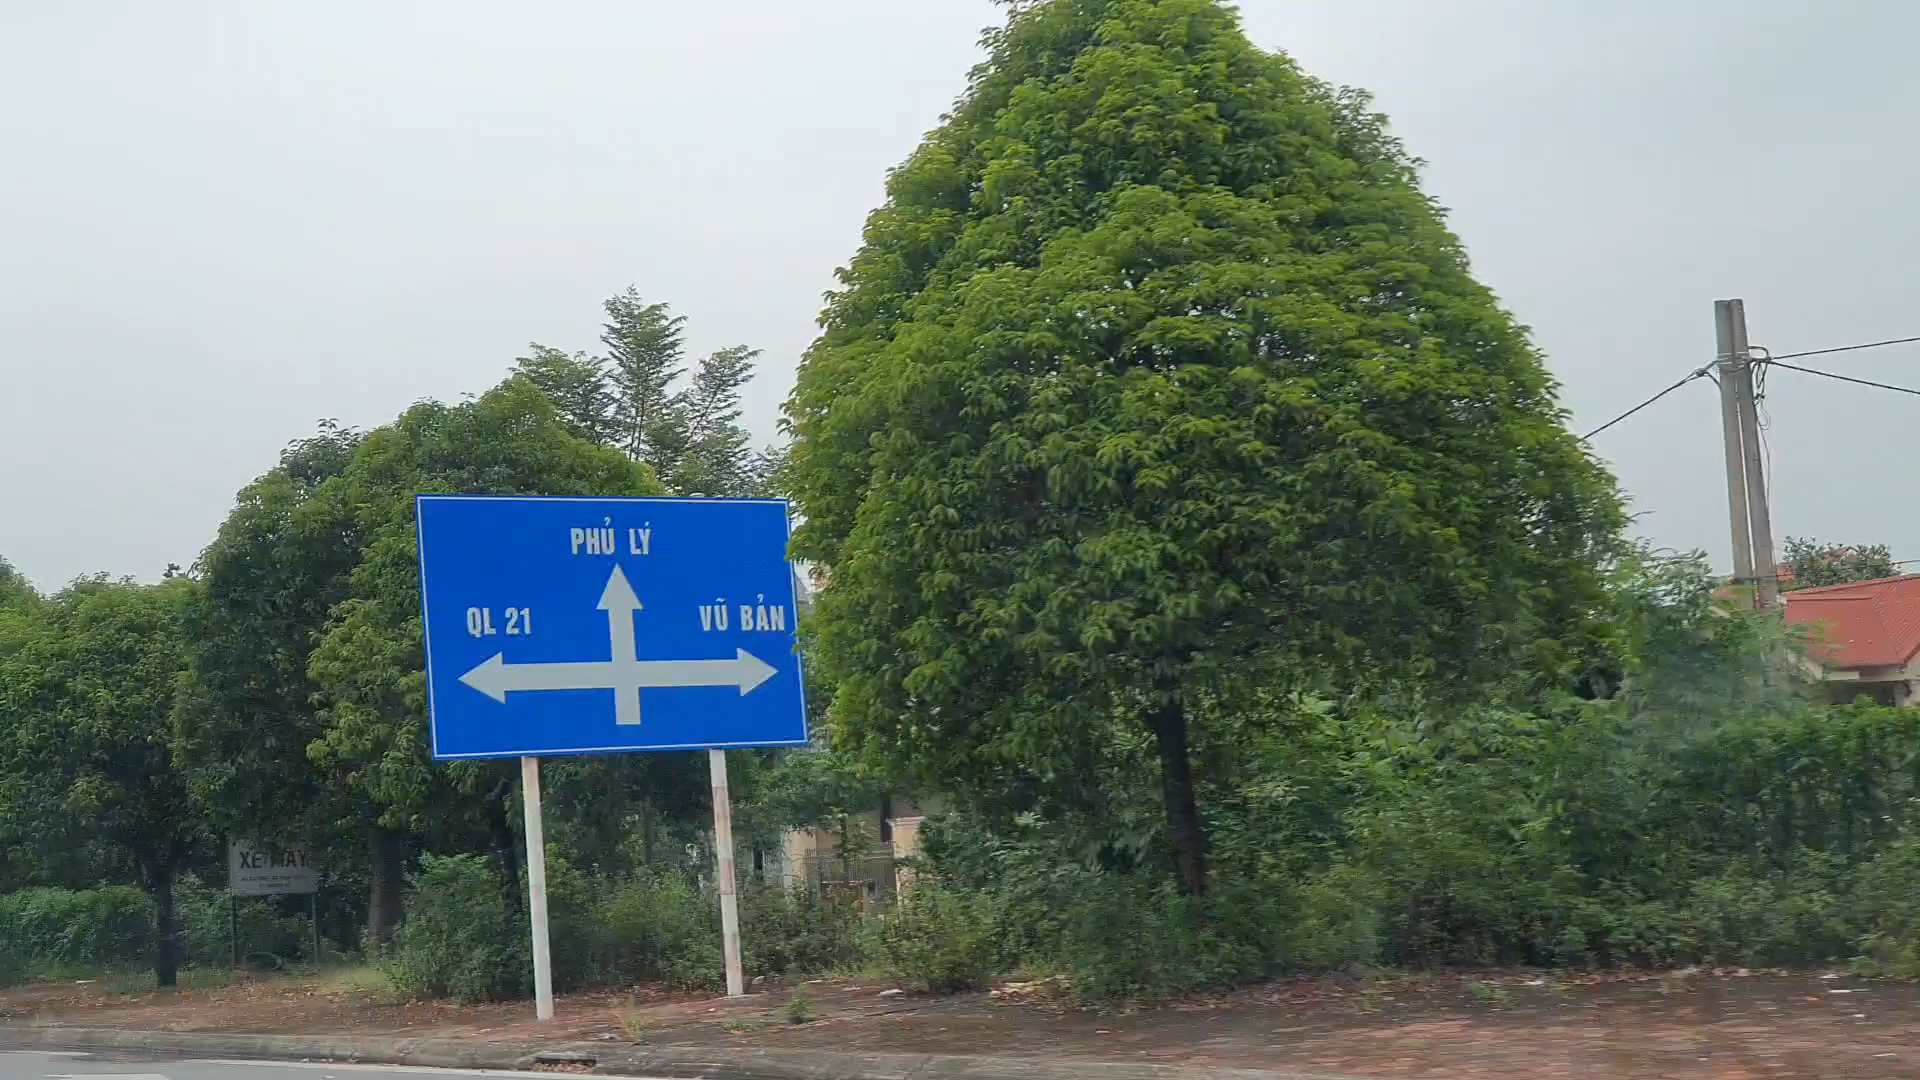 PHỦ LÝ
QL 21
VŨ BẢN
XE MÁY